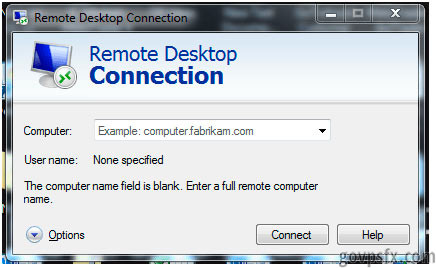 Remote Desktop Connection
Remote Desktop
Connection
Computer: Example: computer.fabrikam.com
User name: None specified
The computer name field is blank. Enter a full remote computer
name.
Options Connect Help
govpsfx.com